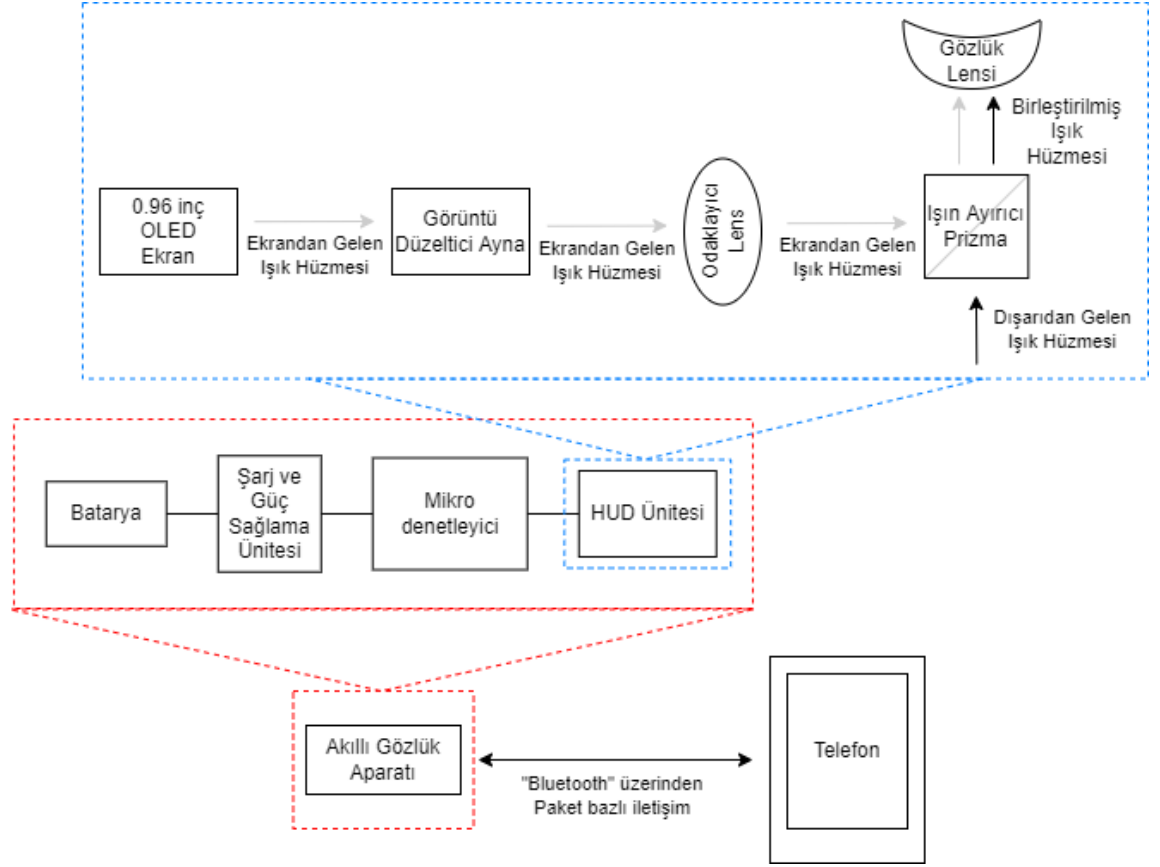 Gözlük
Lensi
Birleştirilmiş
Işık
Hüzmesi
0.96 inç
OLED
Ekran
Ekrandan Gelen
Işık Hüzmesi
Görüntü
Düzeltici Ayna
Ekrandan Gelen
Işık Hüzmesi
Odaklayıcı
Lens
Ekrandan Gelen
Işık Hüzmesi
Işın Ayırıcı
Prizma
Dışarıdan Gelen
Işık Hüzmesi
Batarya
Şarj ve
Güç
Sağlama
Ünitesi
Mikro
denetleyici
HUD Ünitesi
Akıllı Gözlük
Aparatı
"Bluetooth" üzerinden
Paket bazlı iletişim
Telefon